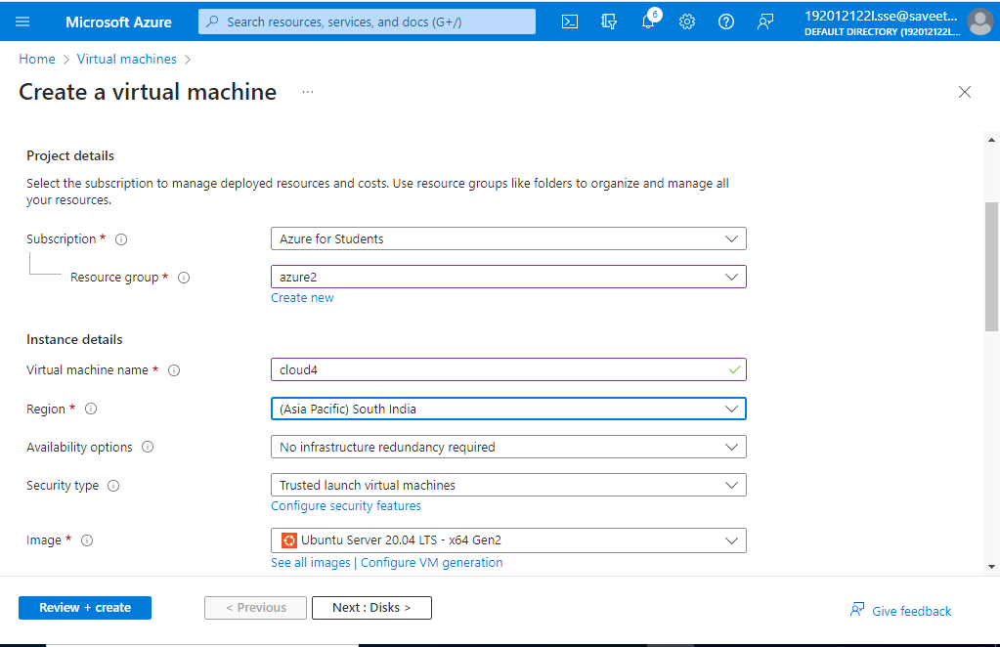 Microsoft Azure
Search resources, services, and docs (G+/)
6
192012122l.sse@saveet...
DEFAULT DIRECTORY (192012122L...
Home > Virtual machines >
Create a virtual machine ...
Project details
Select the subscription to manage deployed resources and costs. Use resource groups like folders to organize and manage all
your resources.
Subscription * Azure for Students
Resource group * azure2
Create new
Instance details
Virtual machine name * cloud4
Region * (Asia Pacific) South India
Availability options No infrastructure redundancy required
Security type Trusted launch virtual machines
Configure security features
Image * Ubuntu Server 20.04 LTS - x64 Gen2
See all images | Configure VM generation
Review + create < Previous Next : Disks > Give feedback